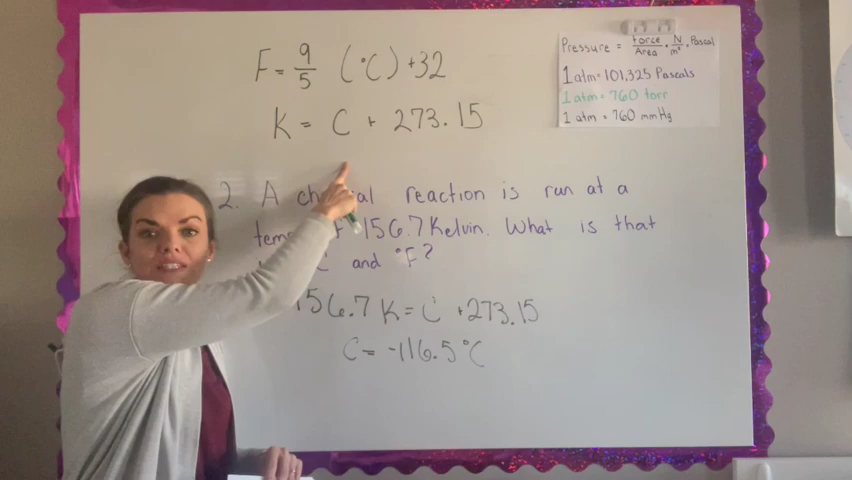 F = 9/5 (°C) + 32
K = C + 273.15
Pressure = Force/Area = N/m² = Pascal
1 atm = 101,325 Pascals
1 atm = 760 torr
1 atm = 760 mmHg
2. A ch al reaction is run at a
tem f 156.7 Kelvin. What is that
C and °F?
156.7 K = C + 273.15
C = -116.5°C